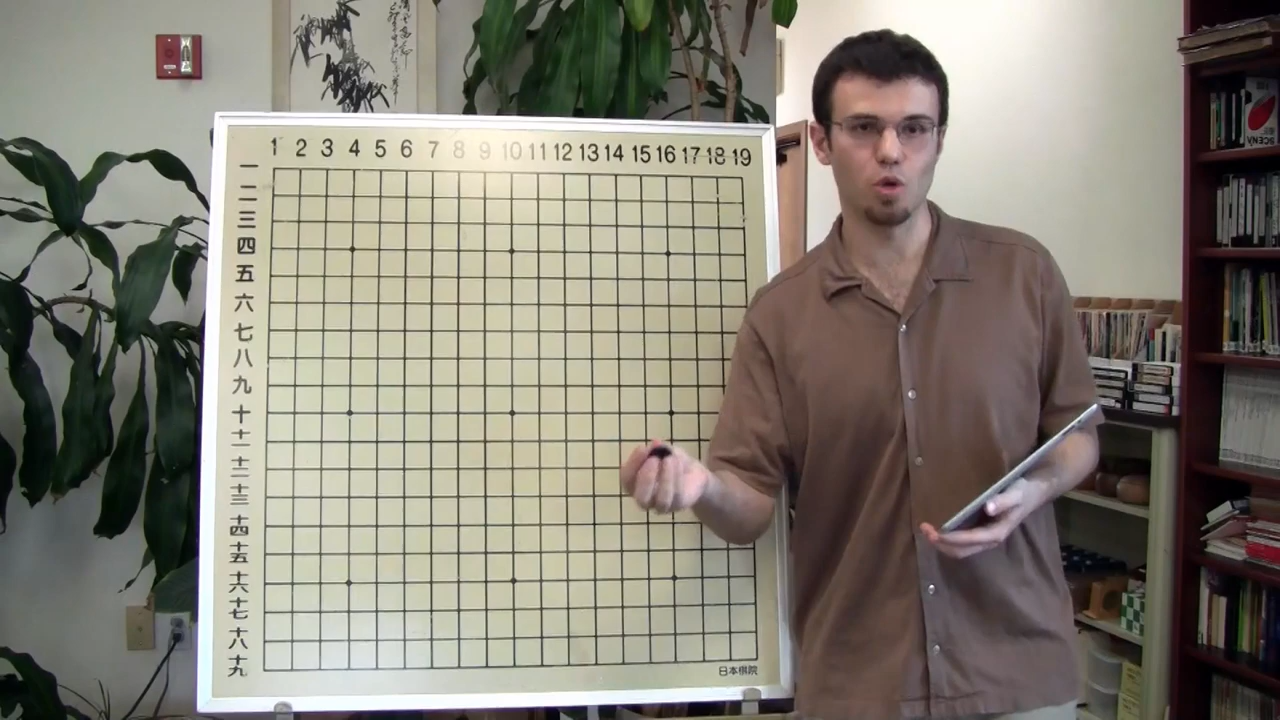 1 2 3 4 5 6 7 8 9 10 11 12 13 14 15 16 17 18 19
一
二
三
四
五
六
七
八
九
十
十一
十二
十三
十四
十五
十六
十七
十八
十九
日本棋院